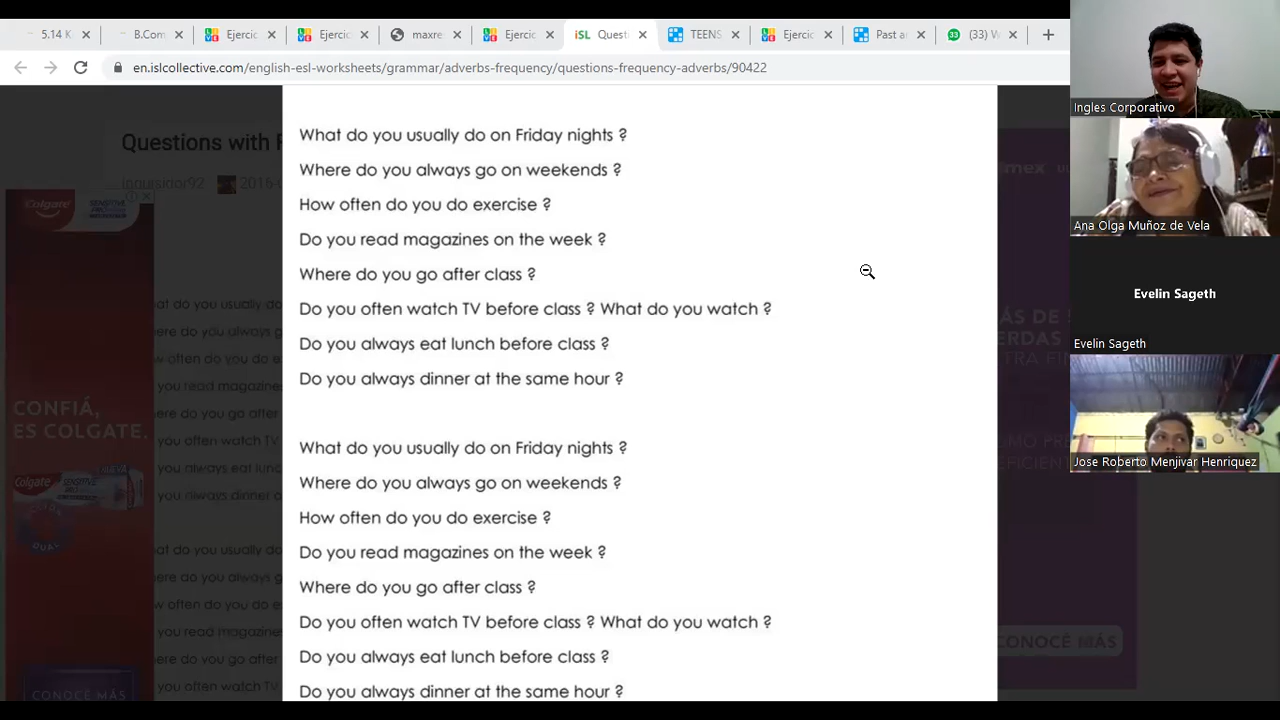 5.14 K
B.Com
Ejercic
Ejercic
maxre
Ejercic
iSL Quest
TEENS
Ejercic
Past a
33 (33) W
en.islcollective.com/english-esl-worksheets/grammar/adverbs-frequency/questions-frequency-adverbs/90422
Questions with F
inquisidor92 2016-
Colgate
CONFIÁ,
ES COLGATE.
Colgate
DUAL
CONOCÉ MÁS
What do you usually do on Friday nights ?
Where do you always go on weekends ?
How often do you do exercise ?
Do you read magazines on the week ?
Where do you go after class ?
Do you often watch TV before class ? What do you watch ?
Do you always eat lunch before class ?
Do you always dinner at the same hour ?
What do you usually do on Friday nights ?
Where do you always go on weekends ?
How often do you do exercise ?
Do you read magazines on the week ?
Where do you go after class ?
Do you often watch TV before class ? What do you watch ?
Do you always eat lunch before class ?
Do you always dinner at the same hour ?
CONOCÉ MÁS
Ingles Corporativo
Ana Olga Muñoz de Vela
Evelin Sageth
Evelin Sageth
Jose Roberto Menjivar Henriquez